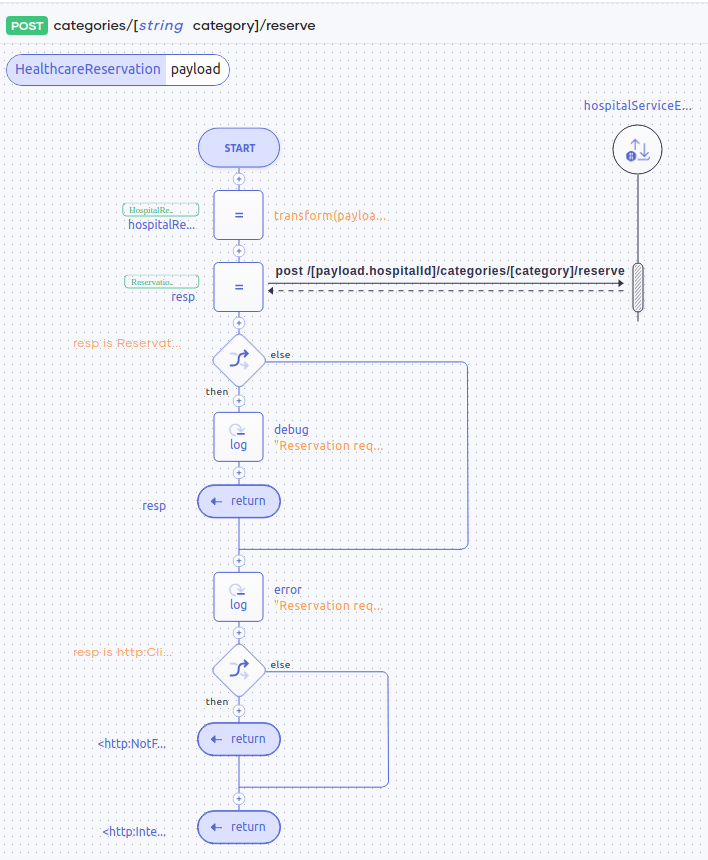 POST categories/[string category]/reserve
HealthcareReservation payload
hospitalServiceE...
START
HospitalRe..
hospitalRe...
=
transform(payloa...
post /[payload.hospitalId]/categories/[category]/reserve
Reservatio..
resp
=
resp is Reservat...
else
then
log
debug
"Reservation req...
resp
return
log
error
"Reservation req...
resp is http:Cli...
else
then
<http:NotF...
return
<http:Inte...
return